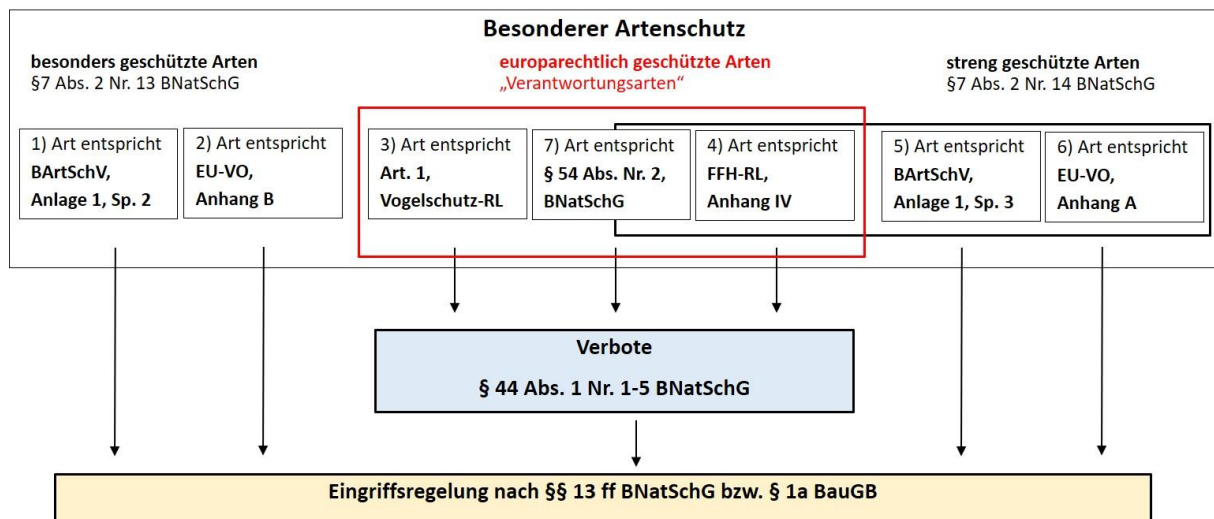 Besonderer Artenschutz
besonders geschützte Arten
§7 Abs. 2 Nr. 13 BNatSchG
europarechtlich geschützte Arten
„Verantwortungsarten“
streng geschützte Arten
§7 Abs. 2 Nr. 14 BNatSchG
1) Art entspricht
BArtSchV,
Anlage 1, Sp. 2
2) Art entspricht
EU-VO,
Anhang B
3) Art entspricht
Art. 1,
Vogelschutz-RL
7) Art entspricht
§ 54 Abs. Nr. 2,
BNatSchG
4) Art entspricht
FFH-RL,
Anhang IV
5) Art entspricht
BArtSchV,
Anlage 1, Sp. 3
6) Art entspricht
EU-VO,
Anhang A
Verbote
§ 44 Abs. 1 Nr. 1-5 BNatSchG
Eingriffsregelung nach §§ 13 ff BNatSchG bzw. § 1a BauGB